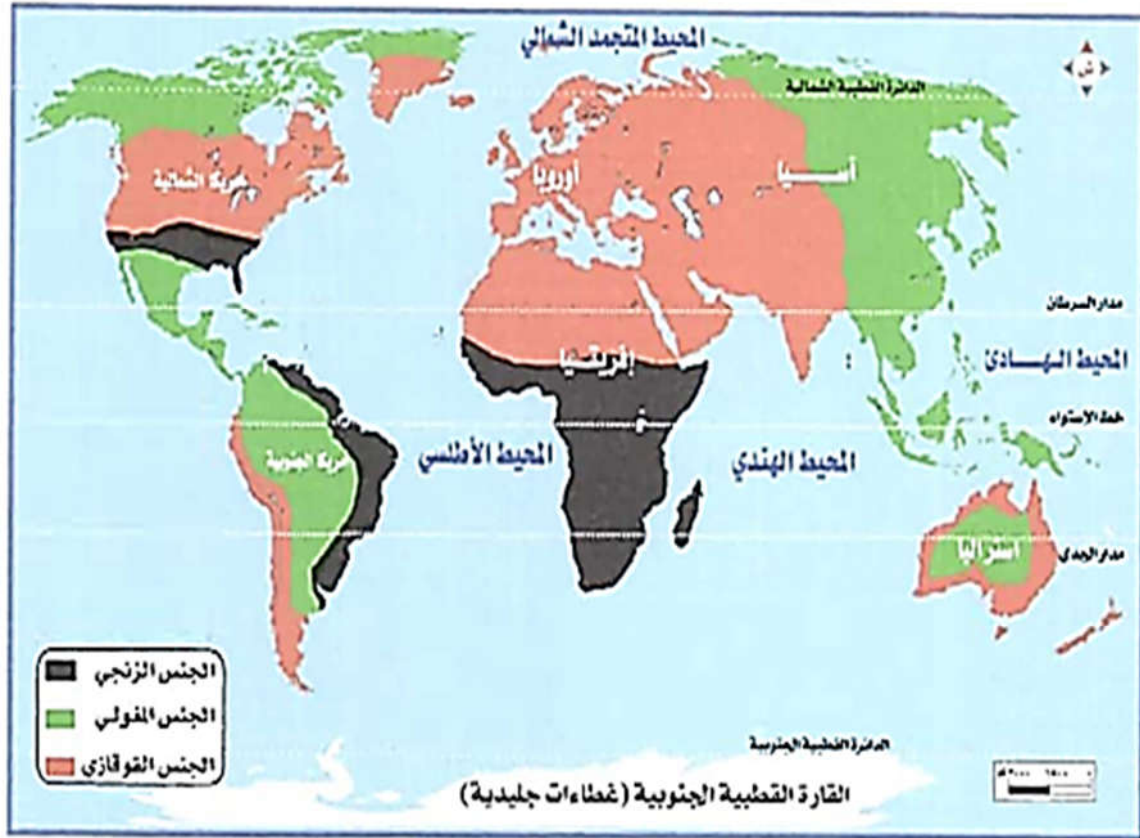 المحيط المتجمد الشمالي
ش
الدائرة القطبية الشمالية
أمريكا الشمالية
أوروبا
آسيا
مدار السرطان
إفريقيا
المحيط الهادئ
خط الاستواء
أمريكا الجنوبية
المحيط الأطلسي
المحيط الهندي
استراليا
مدار الجدي
الجنس الزنجي
الجنس المغولي
الجنس القوقازي
الدائرة القطبية الجنوبية
القارة القطبية الجنوبية (غطاءات جليدية)